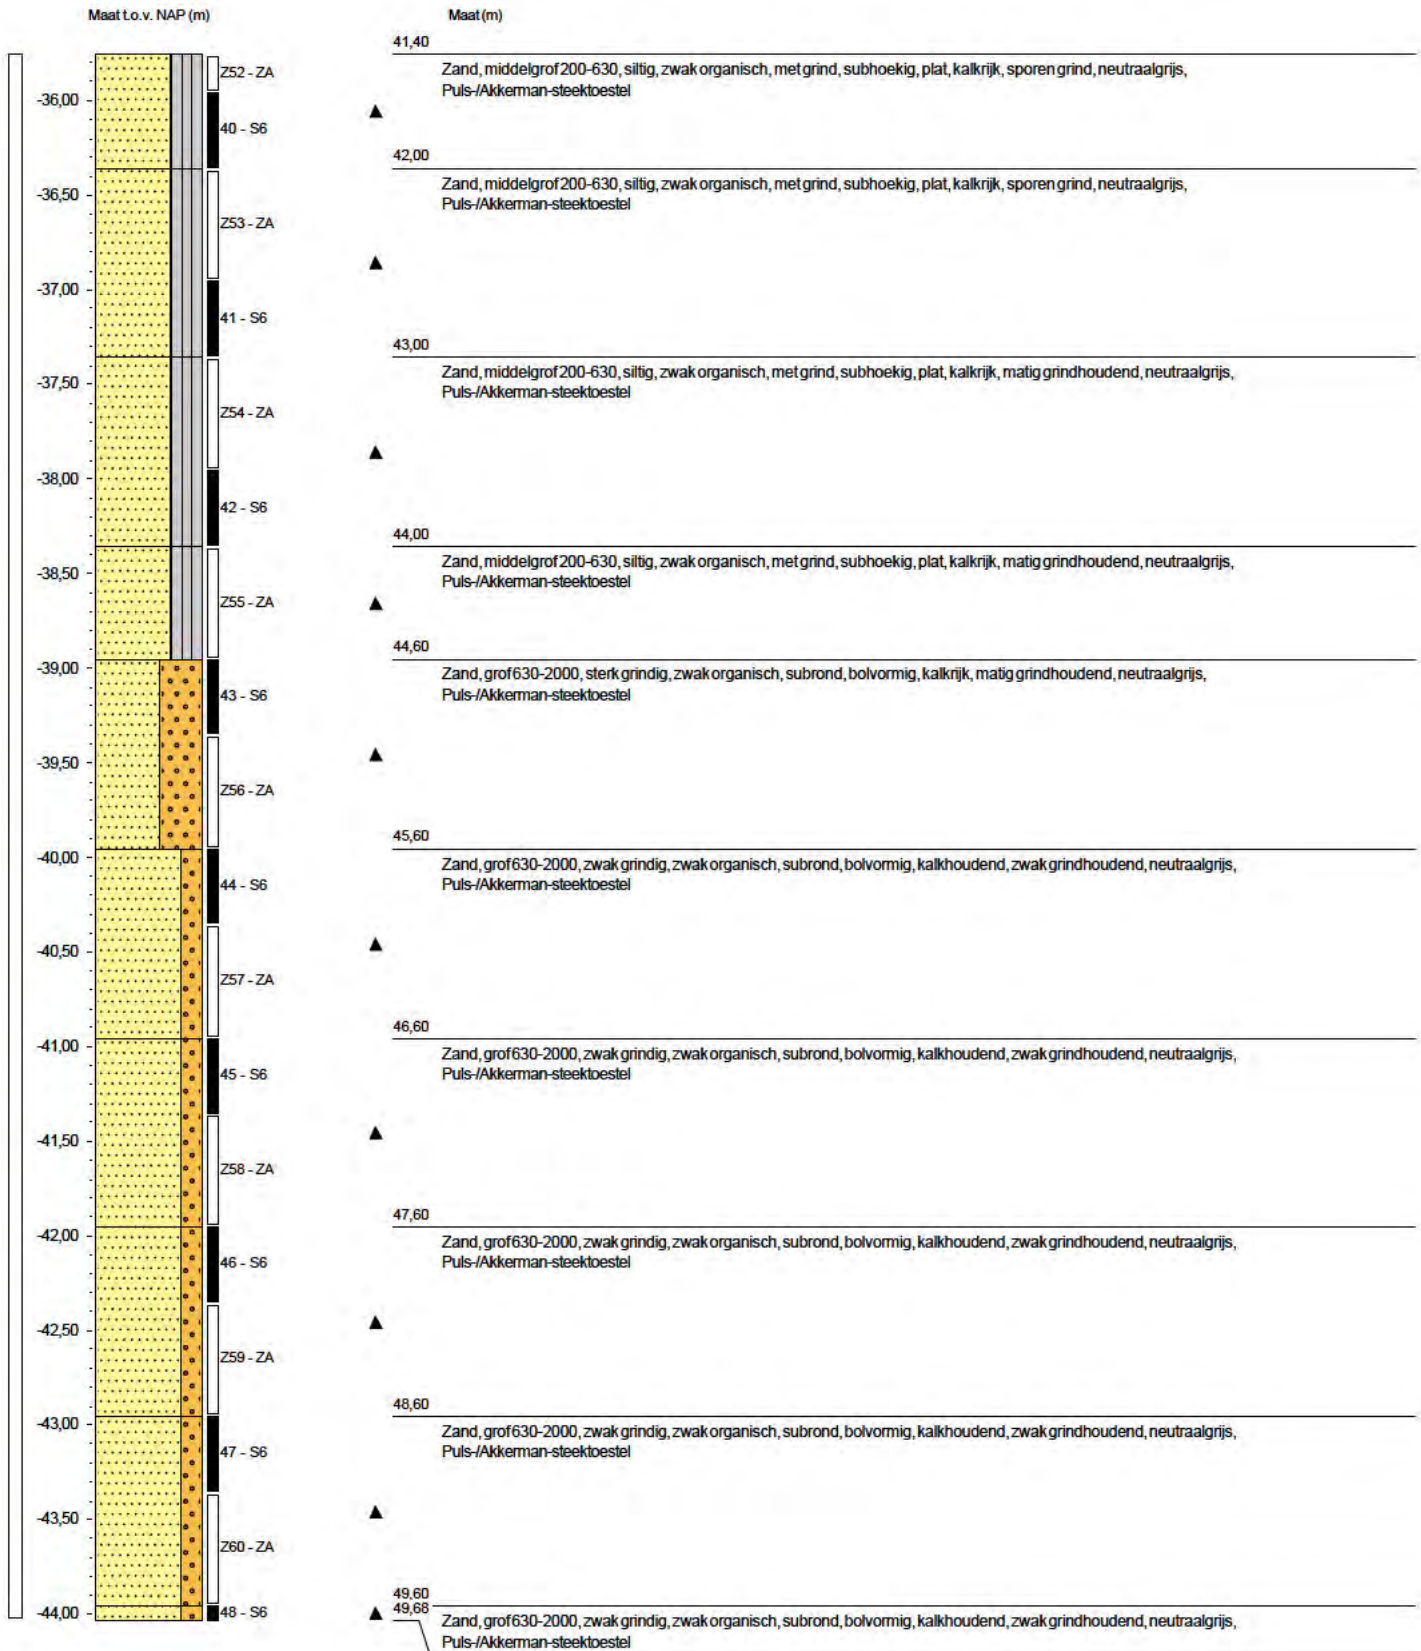 Maat t.o.v. NAP (m)
Maat (m)
41,40
Z52 - ZA
Zand, middelgrof 200-630, siltig, zwak organisch, met grind, subhoekig, plat, kalkrijk, sporen grind, neutraalgrijs,
Puls-/Akkerman-steektoestel
-36,00
40 - S6
42,00
Zand, middelgrof 200-630, siltig, zwak organisch, met grind, subhoekig, plat, kalkrijk, sporen grind, neutraalgrijs,
Puls-/Akkerman-steektoestel
-36,50
Z53 - ZA
-37,00
41 - S6
43,00
Zand, middelgrof 200-630, siltig, zwak organisch, met grind, subhoekig, plat, kalkrijk, matig grindhoudend, neutraalgrijs,
Puls-/Akkerman-steektoestel
-37,50
Z54 - ZA
-38,00
42 - S6
44,00
Zand, middelgrof 200-630, siltig, zwak organisch, met grind, subhoekig, plat, kalkrijk, matig grindhoudend, neutraalgrijs,
Puls-/Akkerman-steektoestel
-38,50
Z55 - ZA
44,60
-39,00
Zand, grof 630-2000, sterk grindig, zwak organisch, subrond, bolvormig, kalkrijk, matig grindhoudend, neutraalgrijs,
Puls-/Akkerman-steektoestel
43 - S6
-39,50
Z56 - ZA
45,60
-40,00
Zand, grof 630-2000, zwak grindig, zwak organisch, subrond, bolvormig, kalkhoudend, zwak grindhoudend, neutraalgrijs,
Puls-/Akkerman-steektoestel
44 - S6
-40,50
Z57 - ZA
46,60
-41,00
Zand, grof 630-2000, zwak grindig, zwak organisch, subrond, bolvormig, kalkhoudend, zwak grindhoudend, neutraalgrijs,
Puls-/Akkerman-steektoestel
45 - S6
-41,50
Z58 - ZA
47,60
-42,00
Zand, grof 630-2000, zwak grindig, zwak organisch, subrond, bolvormig, kalkhoudend, zwak grindhoudend, neutraalgrijs,
Puls-/Akkerman-steektoestel
46 - S6
-42,50
Z59 - ZA
48,60
-43,00
Zand, grof 630-2000, zwak grindig, zwak organisch, subrond, bolvormig, kalkhoudend, zwak grindhoudend, neutraalgrijs,
Puls-/Akkerman-steektoestel
47 - S6
-43,50
Z60 - ZA
49,60
49,68
-44,00
48 - S6
Zand, grof 630-2000, zwak grindig, zwak organisch, subrond, bolvormig, kalkhoudend, zwak grindhoudend, neutraalgrijs,
Puls-/Akkerman-steektoestel